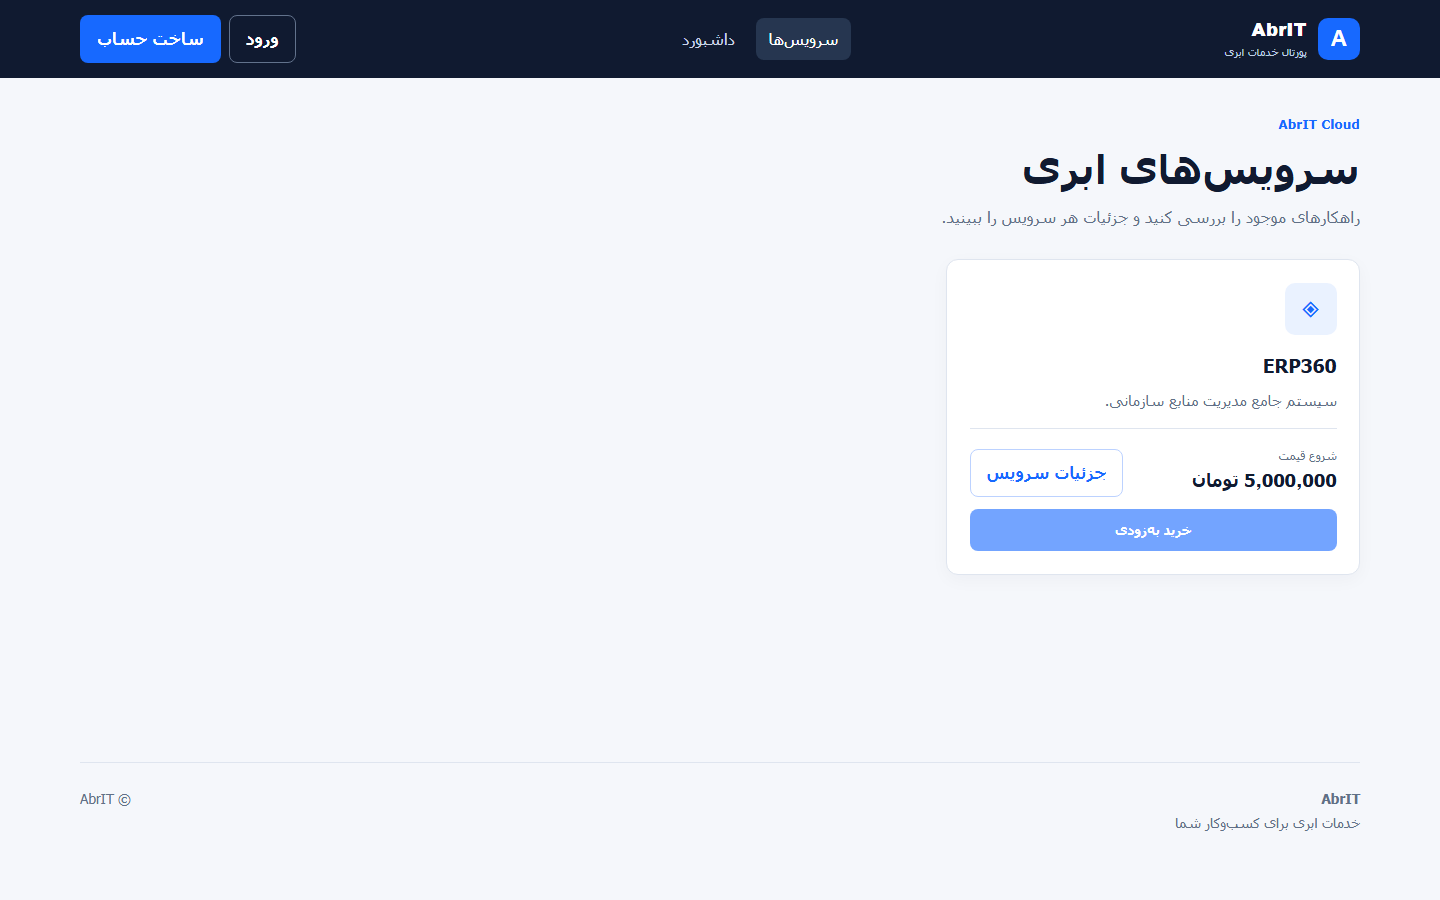 A
AbrIT
پورتال خدمات ابری
سرویس‌ها
داشبورد
ورود
ساخت حساب
AbrIT Cloud
سرویس‌های ابری
راهکارهای موجود را بررسی کنید و جزئیات هر سرویس را ببینید.
ERP360
سیستم جامع مدیریت منابع سازمانی.
شروع قیمت
5,000,000 تومان
جزئیات سرویس
خرید به‌زودی
AbrIT
خدمات ابری برای کسب‌وکار شما
© AbrIT